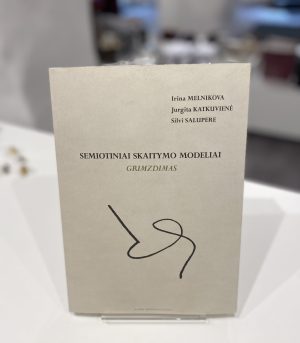 Irina MELNIKOVA
Jurgita KATKUVIENĖ
Silvi SALUPERE
SEMIOTINIAI SKAITYMO MODELIAI
GRIMZDIMAS